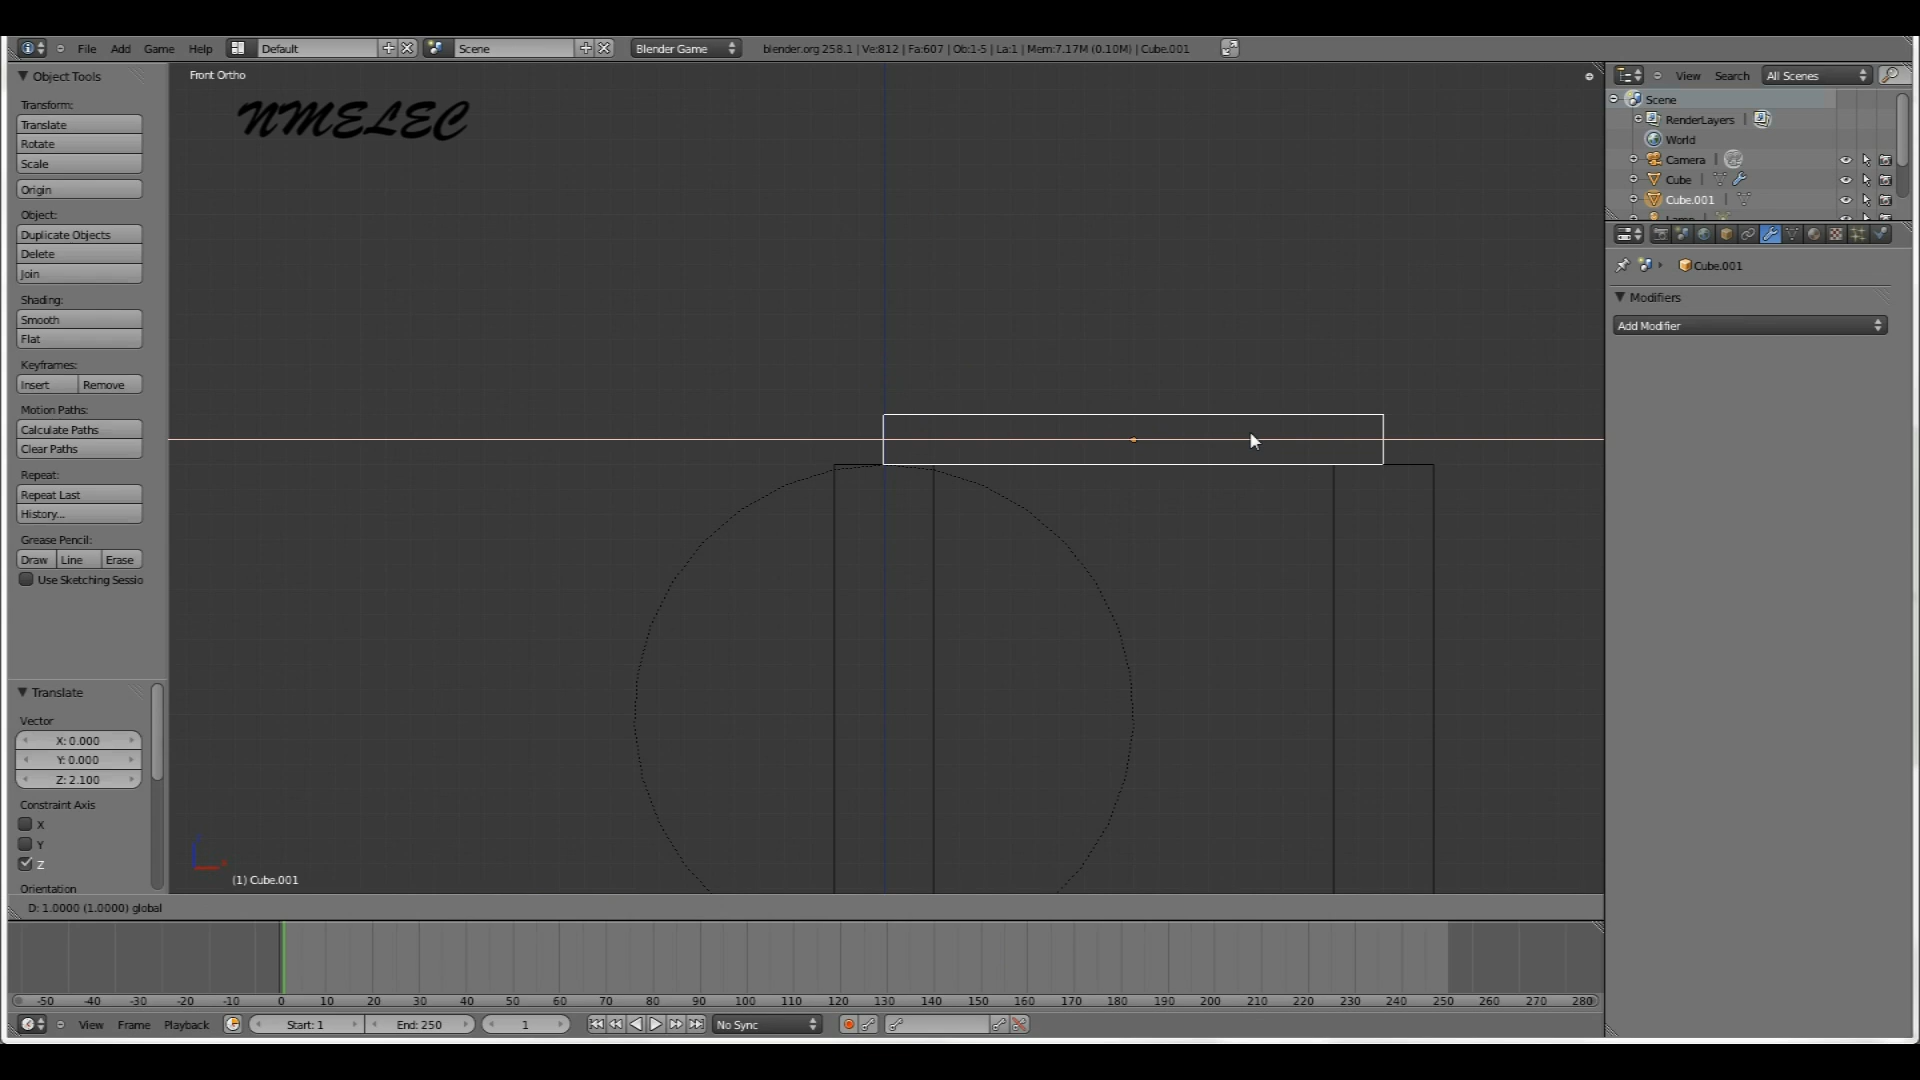 File Add Game Help Default Scene Blender Game blender.org 258.1 | Ve:812 | Fa:607 | Ob:1-5 | La:1 | Mem:7.17M (0.10M) | Cube.001
Object Tools
Transform:
Translate
Rotate
Scale
Origin
Object:
Duplicate Objects
Delete
Join
Shading:
Smooth
Flat
Keyframes:
Insert Remove
Motion Paths:
Calculate Paths
Clear Paths
Repeat:
Repeat Last
History...
Grease Pencil:
Draw Line Erase
Use Sketching Sessio
Translate
Vector
X: 0.000
Y: 0.000
Z: 2.100
Constraint Axis
X
Y
Z
Orientation
Front Ortho
NMELEC
(1) Cube.001
D: 1.0000 (1.0000) global
View Search All Scenes
Scene
RenderLayers
World
Camera
Cube
Cube.001
Cube.001
Modifiers
Add Modifier
-50 -40 -30 -20 -10 0 10 20 30 40 50 60 70 80 90 100 110 120 130 140 150 160 170 180 190 200 210 220 230 240 250 260 270 280
View Frame Playback Start: 1 End: 250 1 No Sync